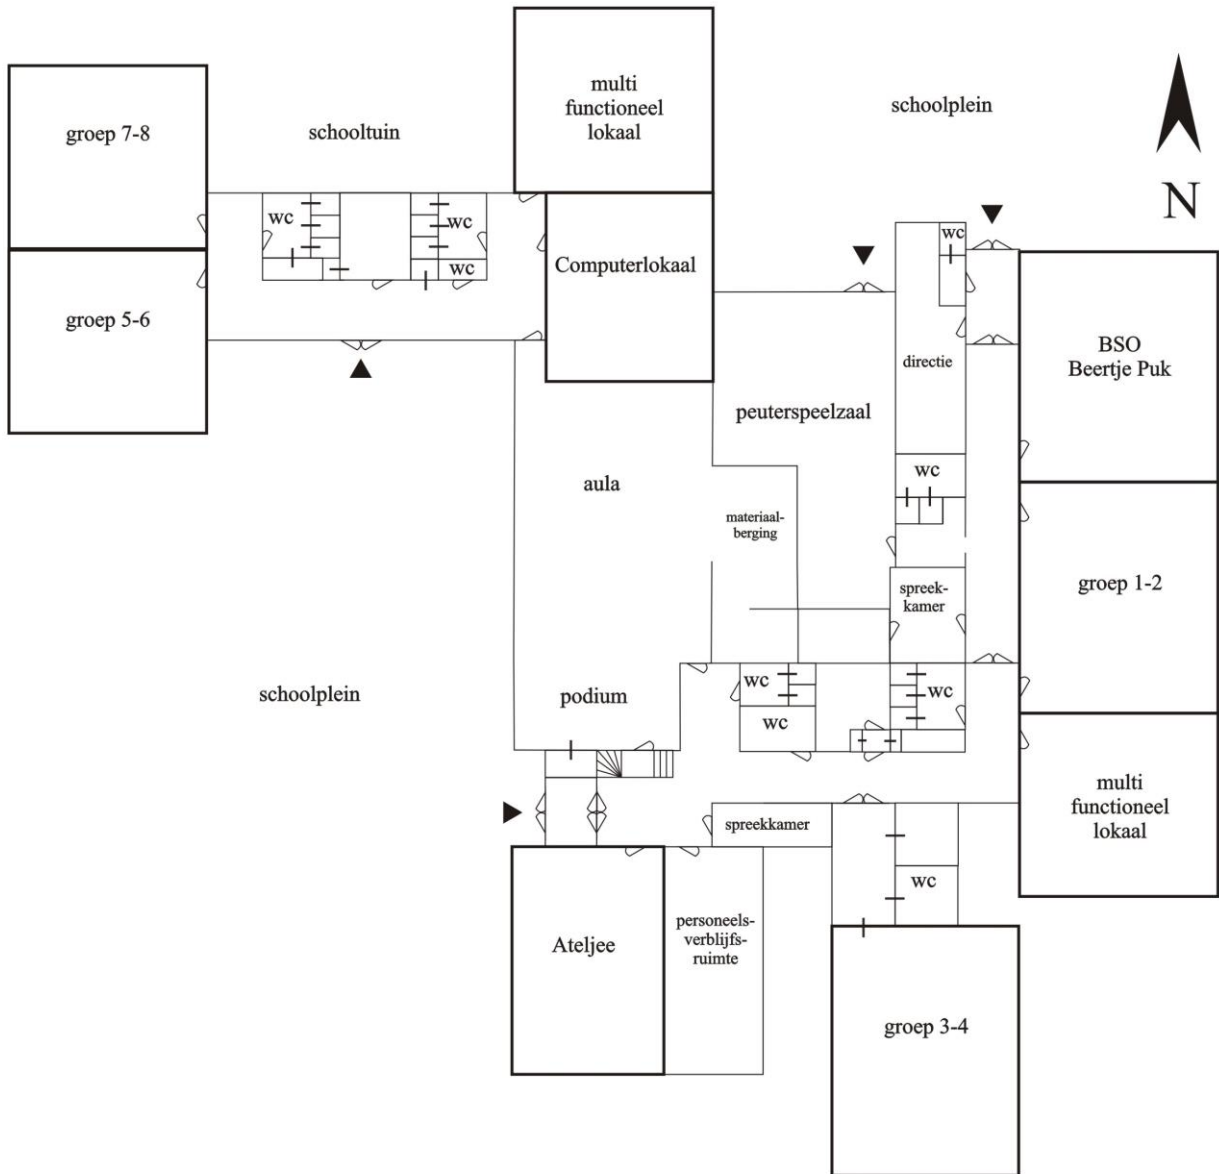 multi
functioneel
lokaal
schoolplein
groep 7-8
schooltuin
N
wc
wc
wc
wc
Computerlokaal
groep 5-6
directie
BSO
Beertje Puk
peuterspeelzaal
wc
aula
materiaal-
berging
groep 1-2
spreek-
kamer
schoolplein
podium
wc
wc
wc
multi
functioneel
lokaal
spreekkamer
wc
Ateljee
personeels-
verblijfs-
ruimte
groep 3-4